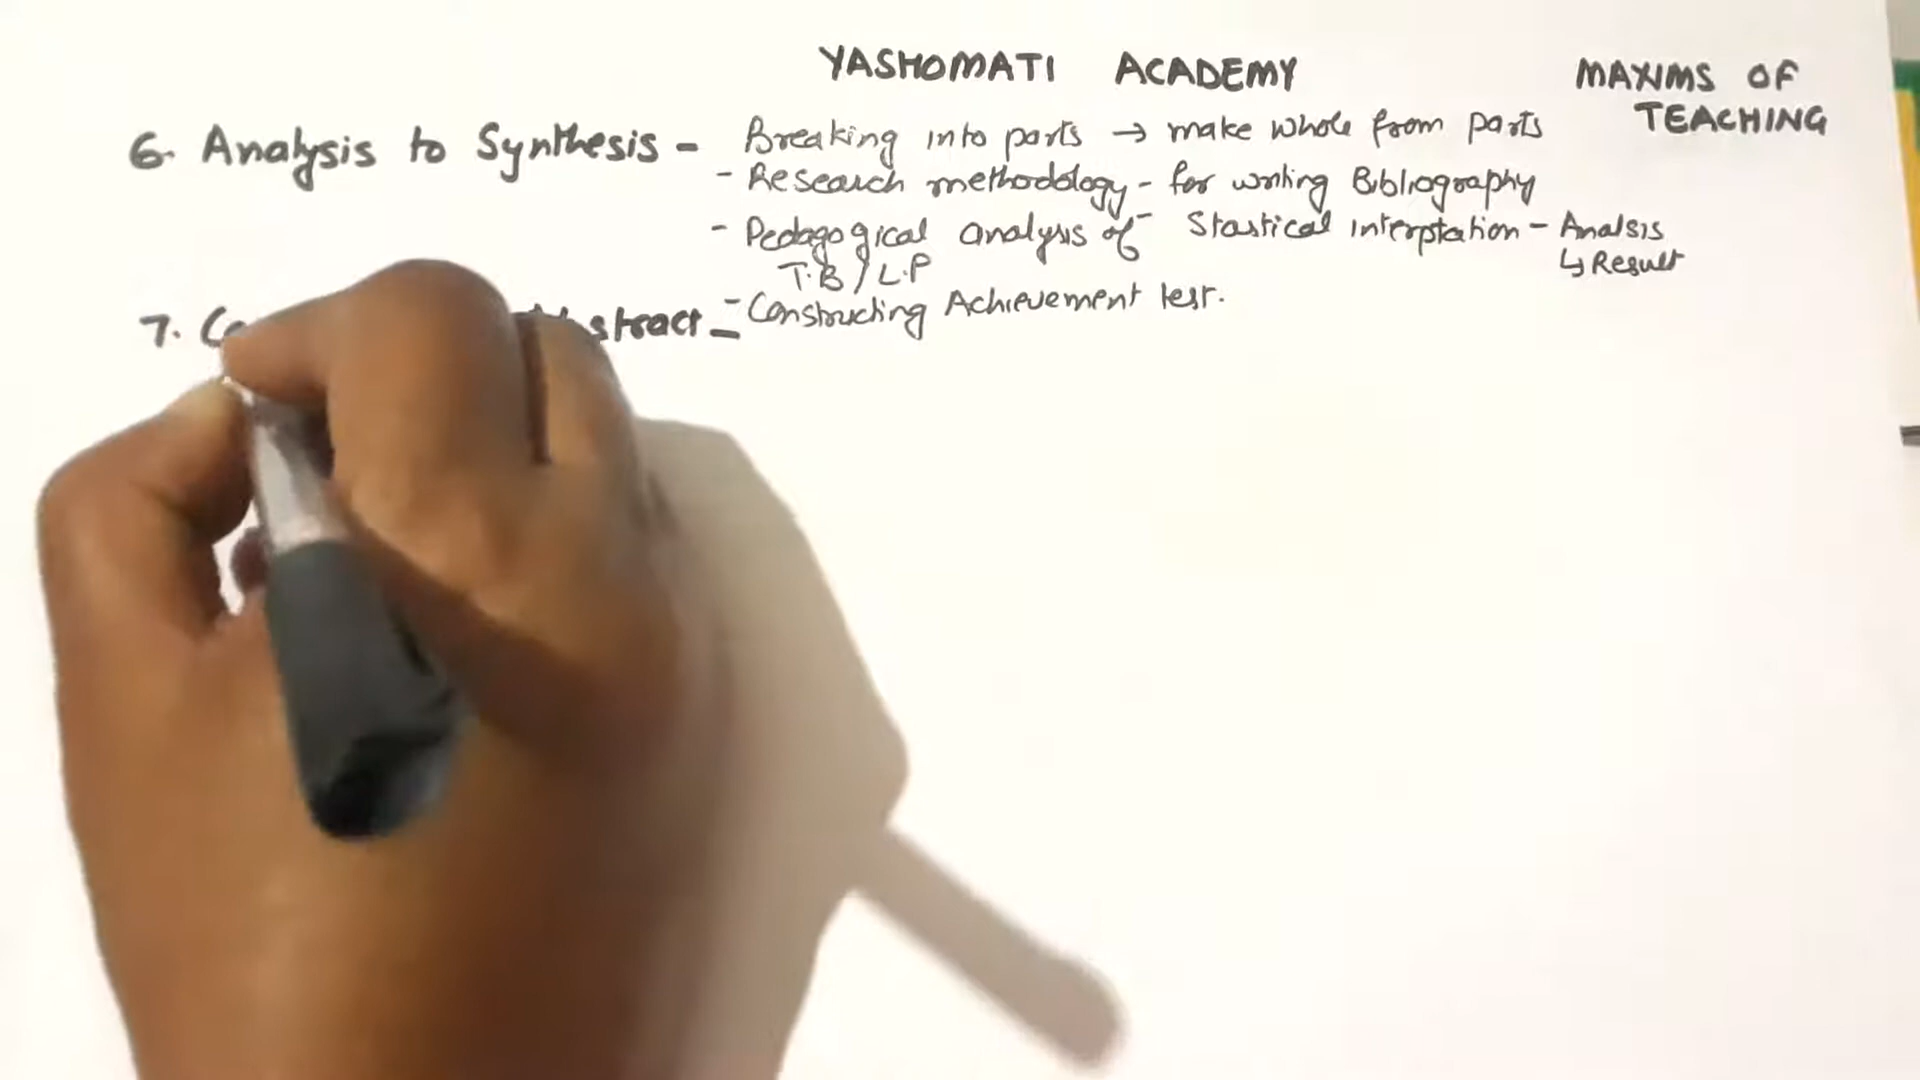 YASHOMATI ACADEMY
MAXIMS OF
TEACHING
6. Analysis to Synthesis - Breaking into parts → make whole from parts
- Research methodology - for writing Bibliography
- Pedagogical analysis of - Stastical Interptation - Analsis
T.B / L.P
↳ Result
- Constructing Achievement test.
7.